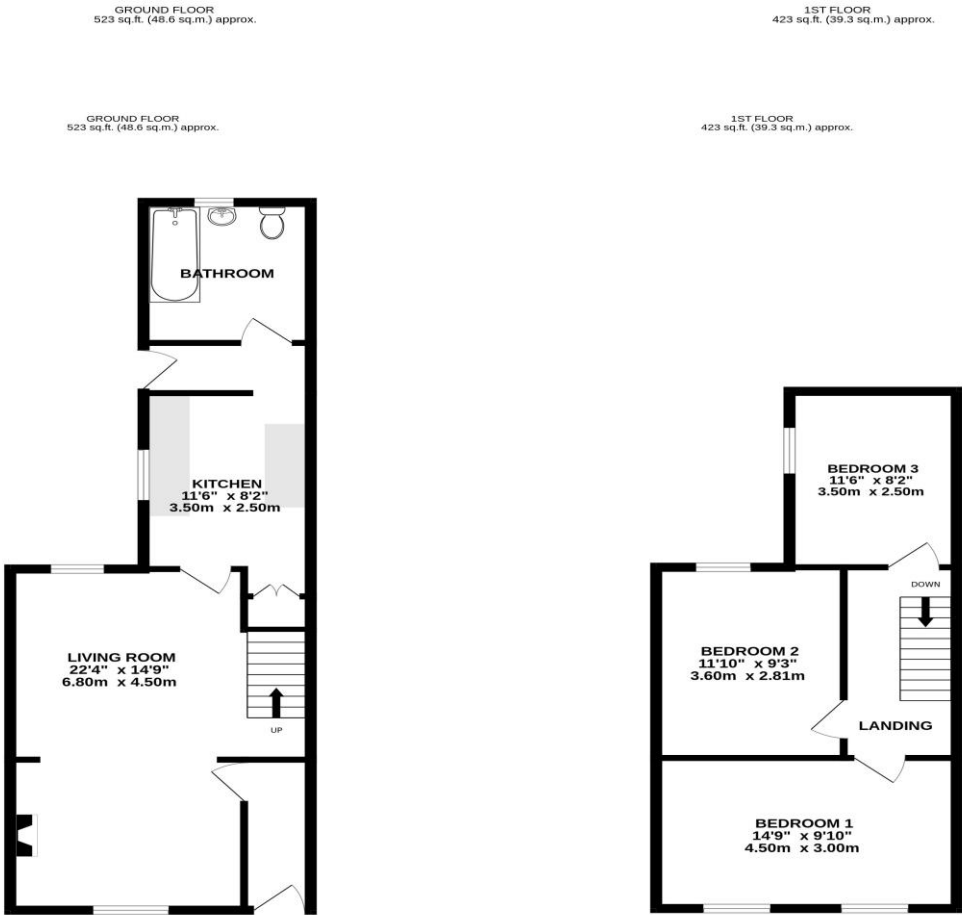 GROUND FLOOR
523 sq.ft. (48.6 sq.m.) approx.
1ST FLOOR
423 sq.ft. (39.3 sq.m.) approx.
GROUND FLOOR
523 sq.ft. (48.6 sq.m.) approx.
1ST FLOOR
423 sq.ft. (39.3 sq.m.) approx.
BATHROOM
KITCHEN
11'6" x 8'2"
3.50m x 2.50m
LIVING ROOM
22'4" x 14'9"
6.80m x 4.50m
UP
BEDROOM 3
11'6" x 8'2"
3.50m x 2.50m
DOWN
BEDROOM 2
11'10" x 9'3"
3.60m x 2.81m
LANDING
BEDROOM 1
14'9" x 9'10"
4.50m x 3.00m